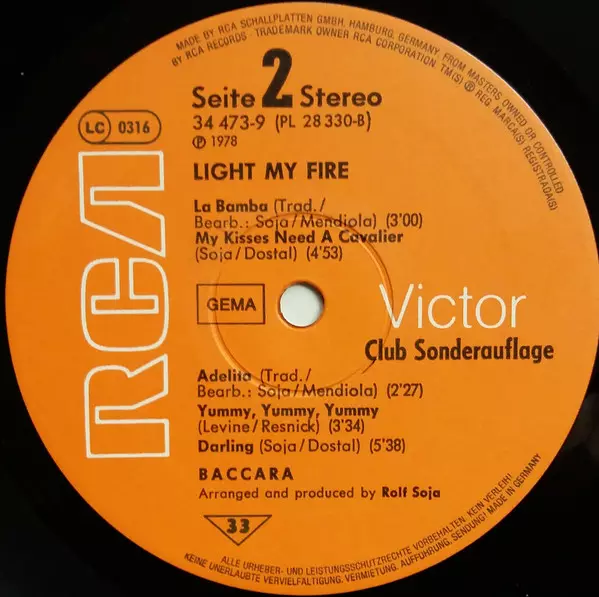 MADE BY RCA SCHALLPLATTEN GMBH, HAMBURG, GERMANY, FROM MASTERS OWNED OR CONTROLLED
BY RCA RECORDS · TRADEMARK OWNER RCA CORPORATION. TM(S) ® REG. MARCA(S) REGISTRADA(S)
Seite 2 Stereo
LC 0316
34 473-9 (PL 28 330-B)
℗ 1978
LIGHT MY FIRE
La Bamba (Trad./
Bearb.: Soja/Mendiola) (3'00)
My Kisses Need A Cavalier
(Soja/Dostal) (4'53)
RCA
GEMA
Victor
Club Sonderauflage
Adelita (Trad./
Bearb.: Soja/Mendiola) (2'27)
Yummy, Yummy, Yummy
(Levine/Resnick) (3'34)
Darling (Soja/Dostal) (5'38)
BACCARA
Arranged and produced by Rolf Soja
33
ALLE URHEBER- UND LEISTUNGSSCHUTZRECHTE VORBEHALTEN. KEIN VERLEIH!
KEINE UNERLAUBTE VERVIELFÄLTIGUNG, VERMIETUNG, AUFFÜHRUNG, SENDUNG! MADE IN GERMANY